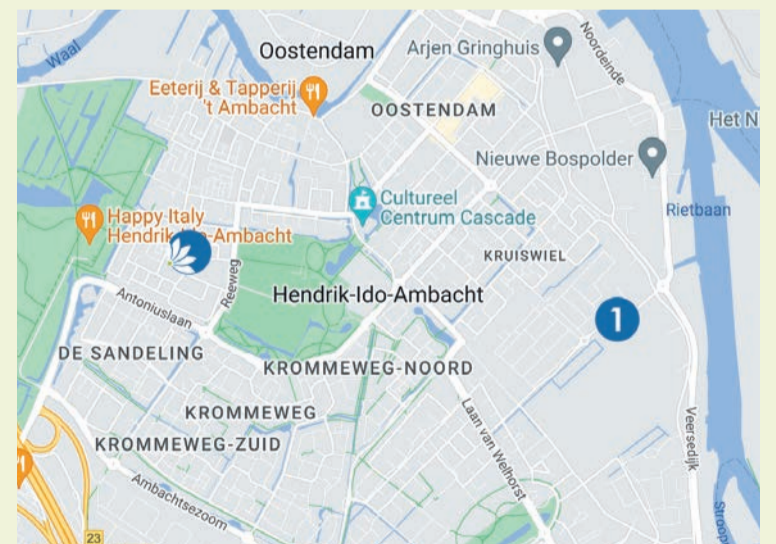 Waal
Oostendam
Arjen Gringhuis
Noordeinde
Eeterij & Tapperij
't Ambacht
OOSTENDAM
Het N
Nieuwe Bospolder
Cultureel
Centrum Cascade
Rietbaan
Happy Italy
Hendrik-Ido-Ambacht
KRUISWIEL
Reeweg
Hendrik-Ido-Ambacht
Antoniuslaan
1
DE SANDELING
KROMMEWEG-NOORD
KROMMEWEG
Laan van Welhorst
Veersedijk
KROMMEWEG-ZUID
Ambachtsezoom
Stroop
23